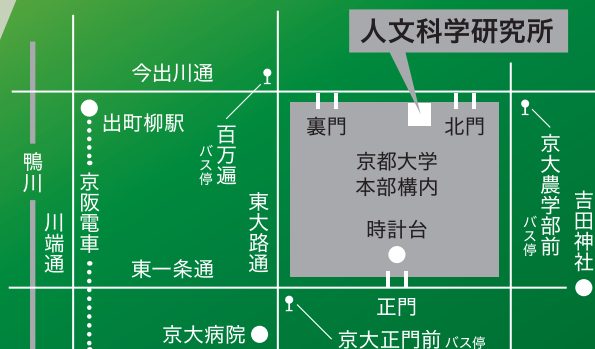 人文科学研究所
今出川通
出町柳駅
百万遍
バス停
裏門
北門
京都大学
本部構内
時計台
京大農学部前
バス停
吉田神社
鴨川
川端通
京阪電車
東大路通
東一条通
正門
京大病院
京大正門前 バス停